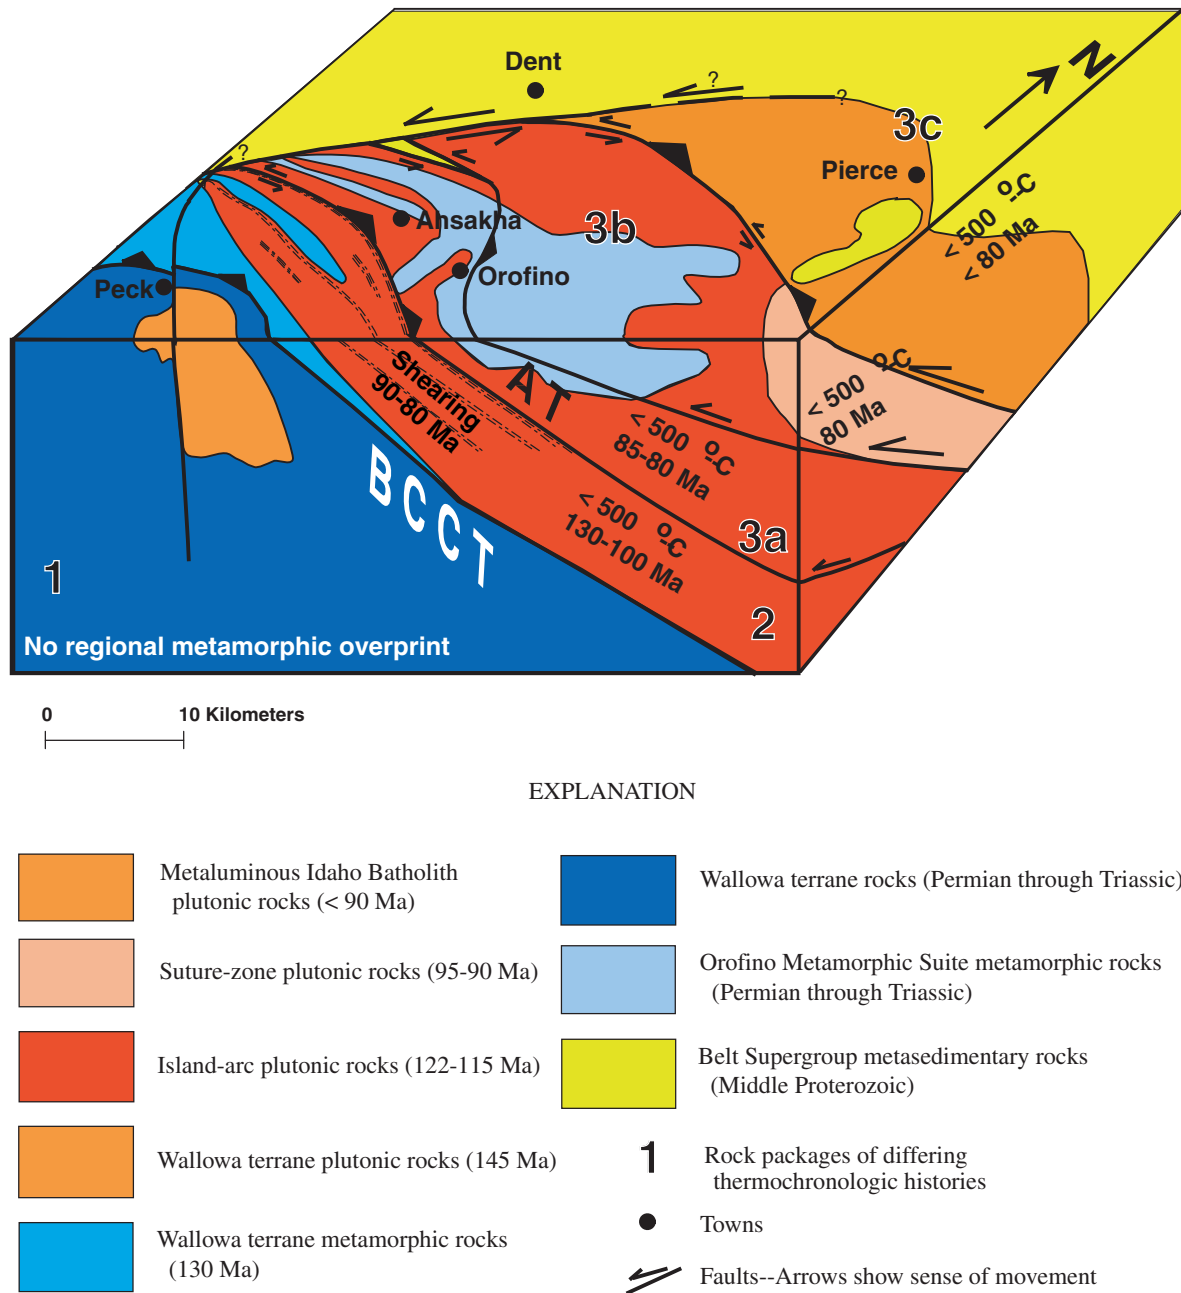 Dent
?
?
3c
N
Pierce
< 500 º-C
< 80 Ma
?
Ahsakha
3b
Orofino
Peck
Shearing
90-80 Ma
A T
< 500 º-C
80 Ma
< 500 º-C
85-80 Ma
BCCT
< 500 º-C
130-100 Ma
3a
1
2
No regional metamorphic overprint
0 10 Kilometers
EXPLANATION
Metaluminous Idaho Batholith
plutonic rocks (< 90 Ma)
Suture-zone plutonic rocks (95-90 Ma)
Island-arc plutonic rocks (122-115 Ma)
Wallowa terrane plutonic rocks (145 Ma)
Wallowa terrane metamorphic rocks
(130 Ma)
Wallowa terrane rocks (Permian through Triassic)
Orofino Metamorphic Suite metamorphic rocks
(Permian through Triassic)
Belt Supergroup metasedimentary rocks
(Middle Proterozoic)
1 Rock packages of differing
thermochronologic histories
Towns
Faults--Arrows show sense of movement